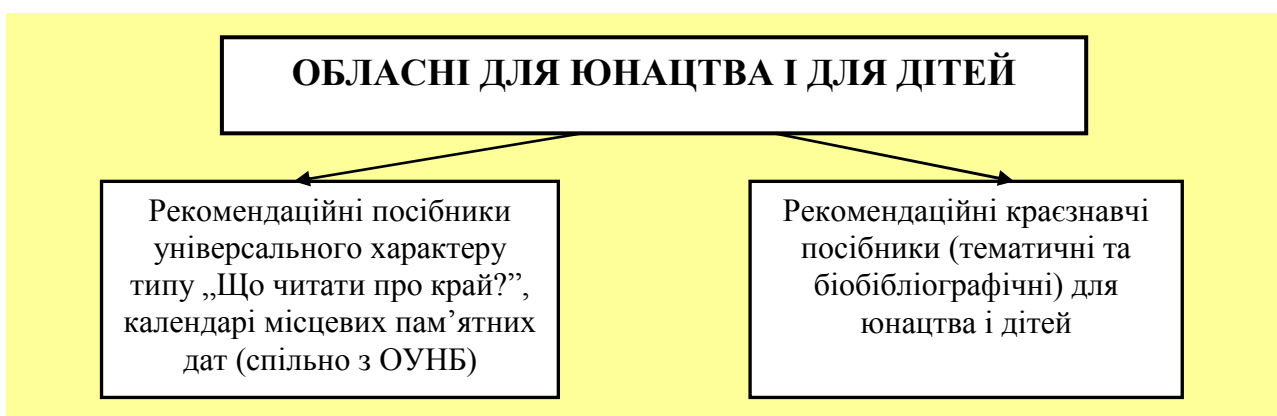 ОБЛАСНІ ДЛЯ ЮНАЦТВА І ДЛЯ ДІТЕЙ
Рекомендаційні посібники
універсального характеру
типу „Що читати про край?”,
календарі місцевих пам’ятних
дат (спільно з ОУНБ)
Рекомендаційні краєзнавчі
посібники (тематичні та
біобібліографічні) для
юнацтва і дітей